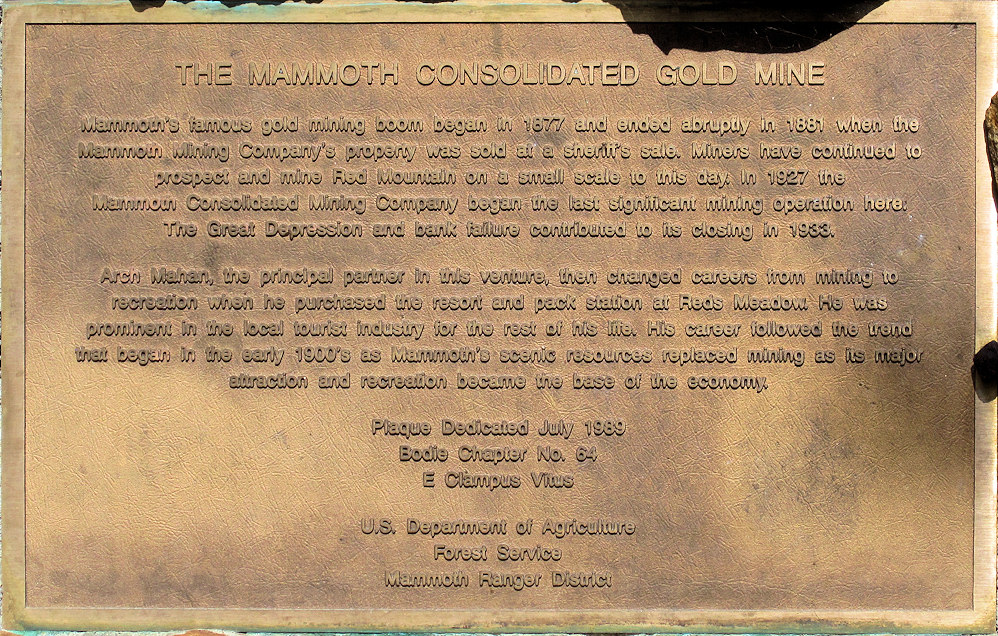 THE MAMMOTH CONSOLIDATED GOLD MINE
Mammoth's famous gold mining boom began in 1877 and ended abruptly in 1881 when the
Mammoth Mining Company's property was sold at a sheriff's sale. Miners have continued to
prospect and mine Red Mountain on a small scale to this day. In 1927 the
Mammoth Consolidated Mining Company began the last significant mining operation here.
The Great Depression and bank failure contributed to its closing in 1933.
Arch Mahan, the principal partner in this venture, then changed careers from mining to
recreation when he purchased the resort and pack station at Reds Meadow. He was
prominent in the local tourist industry for the rest of his life. His career followed the trend
that began in the early 1900's as Mammoth's scenic resources replaced mining as its major
attraction and recreation became the base of the economy.
Plaque Dedicated July 1989
Bodie Chapter No. 64
E Clampus Vitus
U.S. Department of Agriculture
Forest Service
Mammoth Ranger District